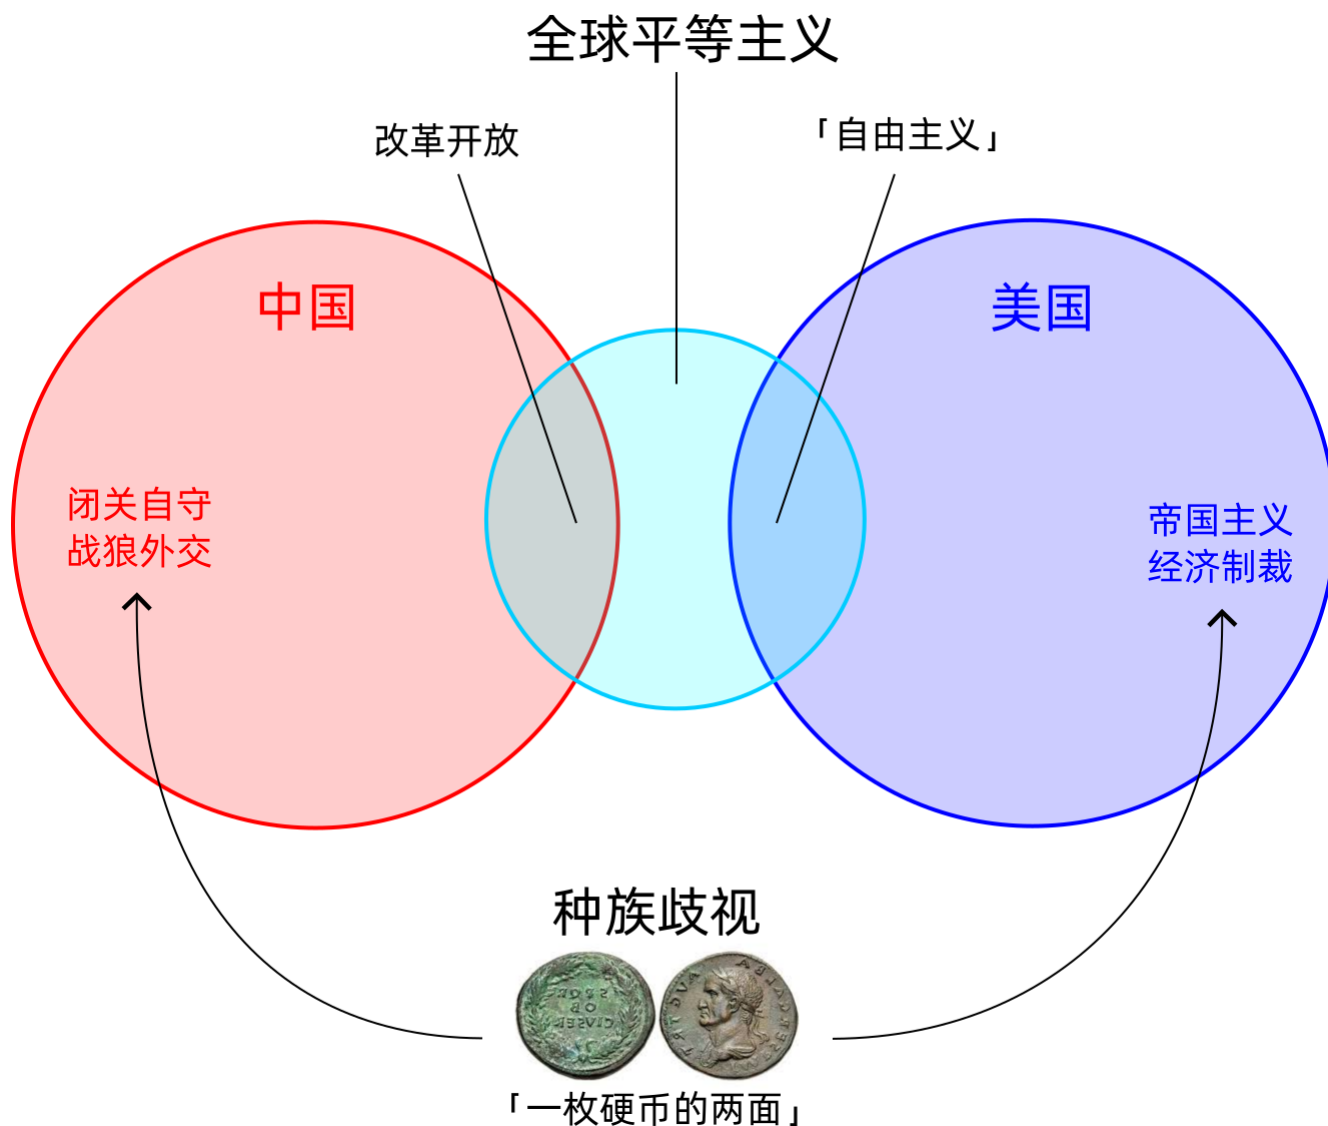 全球平等主义
改革开放
「自由主义」
中国
美国
闭关自守
战狼外交
帝国主义
经济制裁
种族歧视
「一枚硬币的两面」